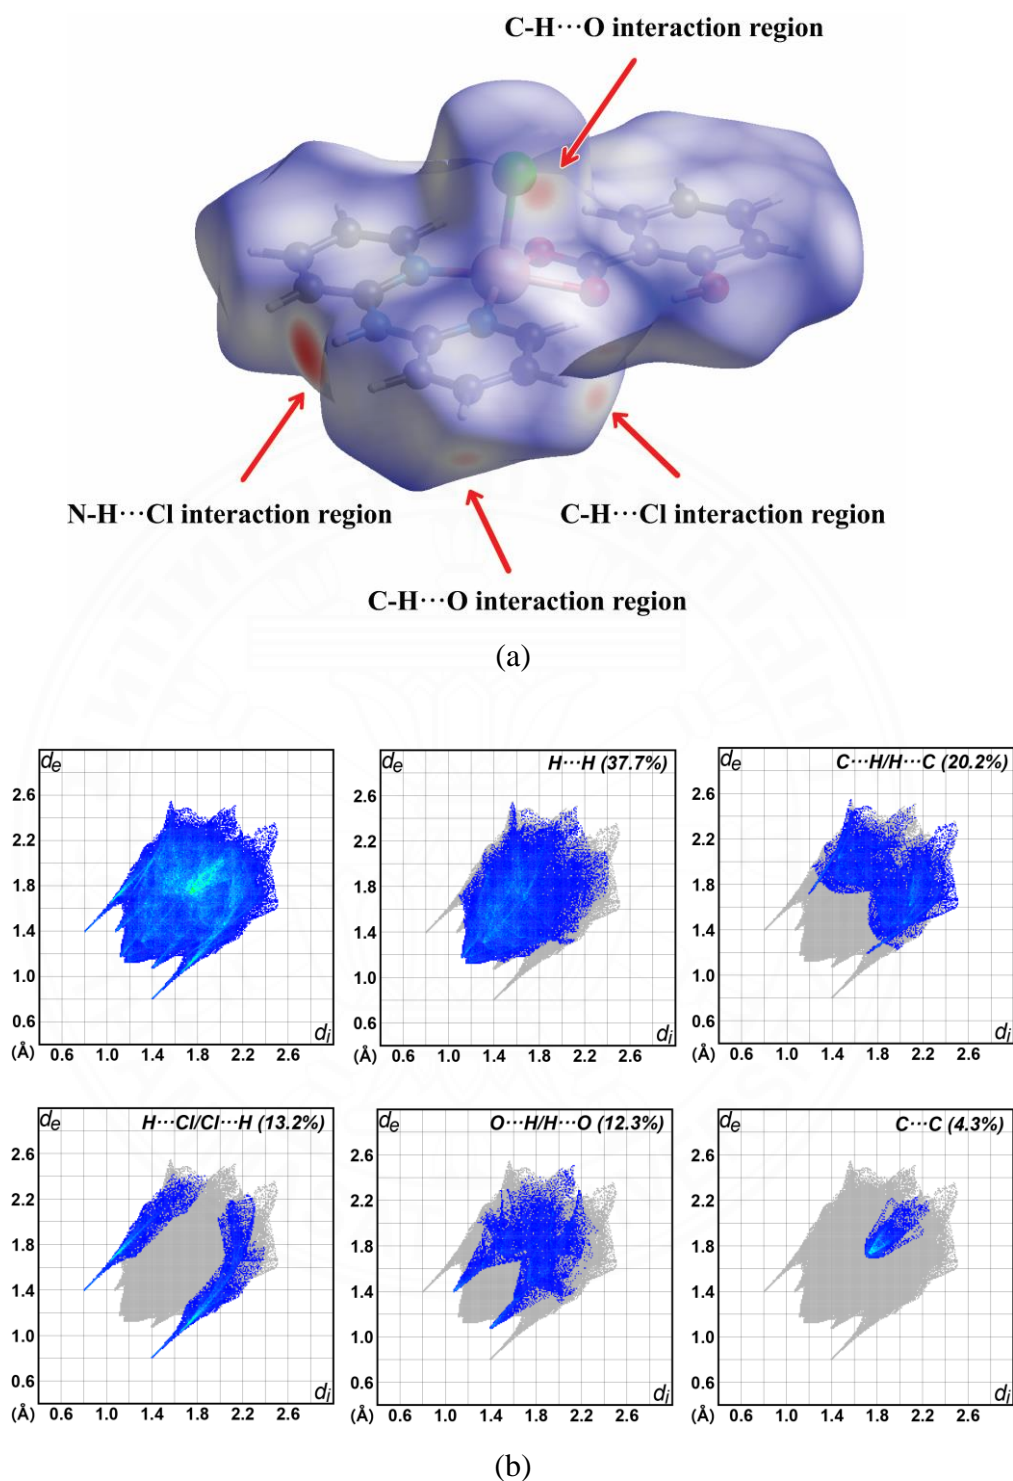 C-H···O interaction region
N-H···Cl interaction region
C-H···Cl interaction region
C-H···O interaction region
(a)
de
2.6
2.2
1.8
1.4
1.0
0.6
(Å) 0.6 1.0 1.4 1.8 2.2 2.6
di
de
H···H (37.7%)
2.6
2.2
1.8
1.4
1.0
0.6
(Å) 0.6 1.0 1.4 1.8 2.2 2.6
di
de
C···H/H···C (20.2%)
2.6
2.2
1.8
1.4
1.0
0.6
(Å) 0.6 1.0 1.4 1.8 2.2 2.6
di
de
H···Cl/Cl···H (13.2%)
2.6
2.2
1.8
1.4
1.0
0.6
(Å) 0.6 1.0 1.4 1.8 2.2 2.6
di
de
O···H/H···O (12.3%)
2.6
2.2
1.8
1.4
1.0
0.6
(Å) 0.6 1.0 1.4 1.8 2.2 2.6
di
de
C···C (4.3%)
2.6
2.2
1.8
1.4
1.0
0.6
(Å) 0.6 1.0 1.4 1.8 2.2 2.6
di
(b)